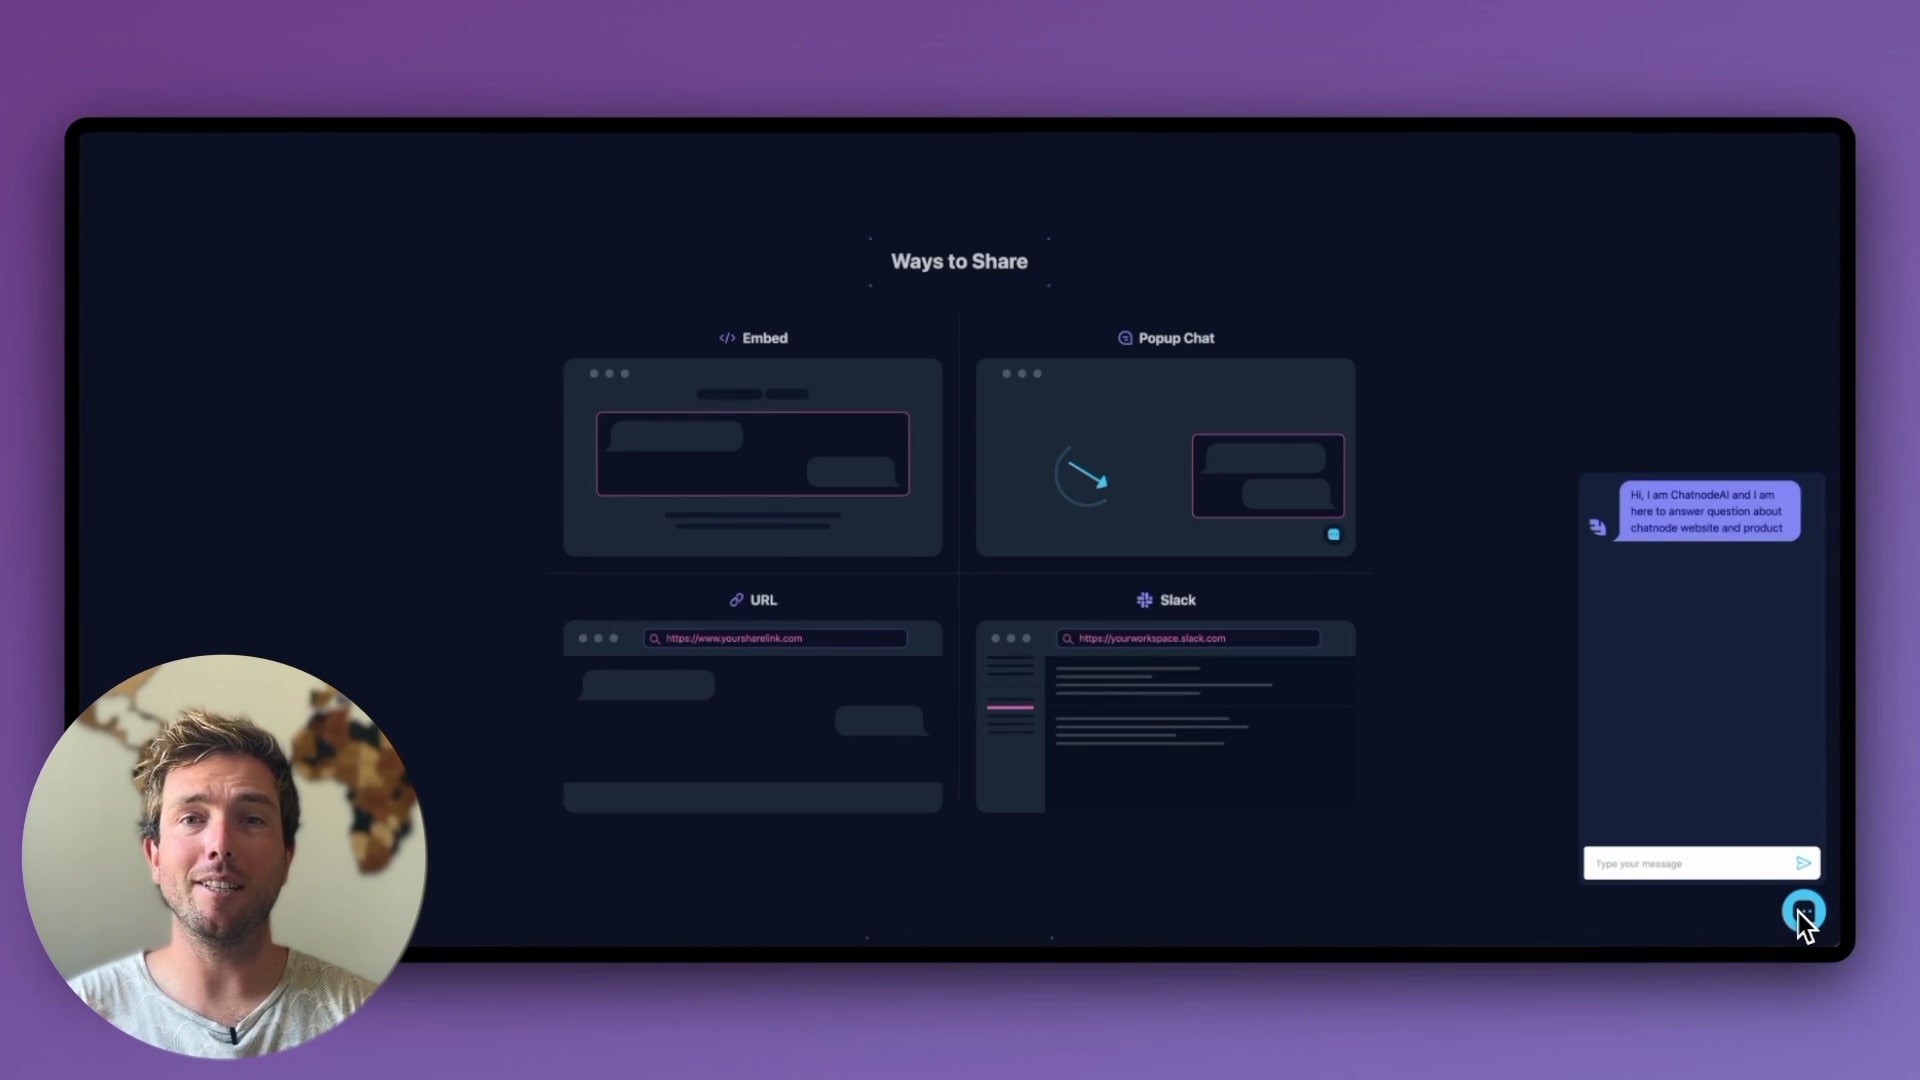 Ways to Share
Embed
Popup Chat
Hi, I am ChatnodeAI and I am
here to answer question about
chatnode website and product
URL
Slack
https://www.yoursharelink.com
https://yourworkspace.slack.com
Type your message